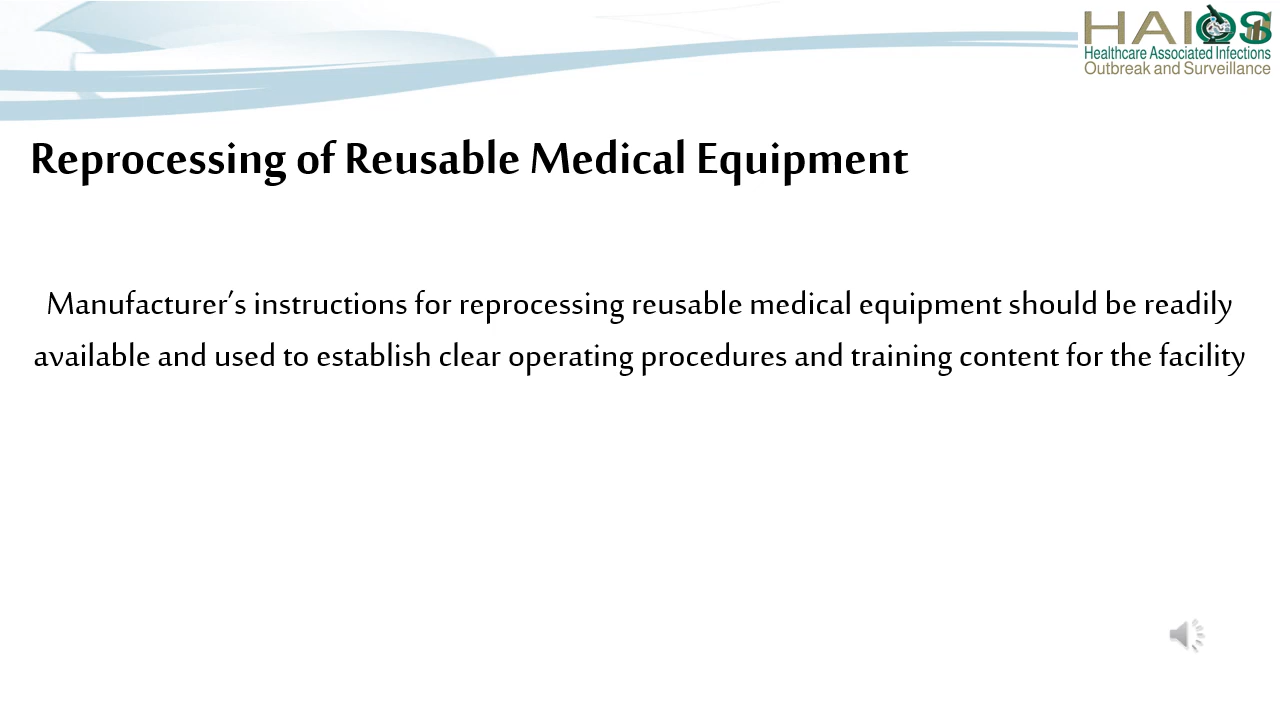 HAIOS
Healthcare Associated Infections
Outbreak and Surveillance
Reprocessing of Reusable Medical Equipment
Manufacturer’s instructions for reprocessing reusable medical equipment should be readily
available and used to establish clear operating procedures and training content for the facility